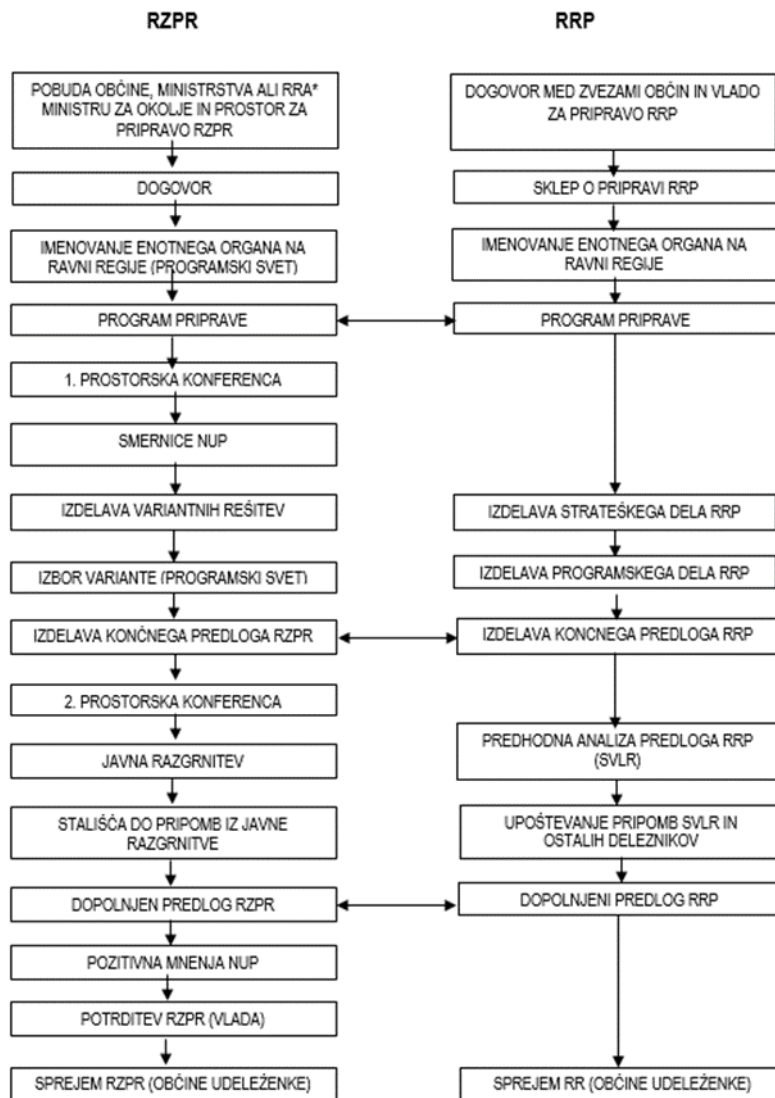 RZPR
POBUDA OBČINE, MINISTRSTVA ALI RRA*
MINISTRU ZA OKOLJE IN PROSTOR ZA
PRIPRAVO RZPR
DOGOVOR
IMENOVANJE ENOTNEGA ORGANA NA
RAVNI REGIJE (PROGRAMSKI SVET)
PROGRAM PRIPRAVE
1. PROSTORSKA KONFERENCA
SMERNICE NUP
IZDELAVA VARIANTNIH REŠITEV
IZBOR VARIANTE (PROGRAMSKI SVET)
IZDELAVA KONČNEGA PREDLOGA RZPR
2. PROSTORSKA KONFERENCA
JAVNA RAZGRNITEV
STALIŠČA DO PRIPOMB IZ JAVNE
RAZGRNITVE
DOPOLNJEN PREDLOG RZPR
POZITIVNA MNENJA NUP
POTRDITEV RZPR (VLADA)
SPREJEM RZPR (OBČINE UDELEŽENKE)
RRP
DOGOVOR MED ZVEZAMI OBČIN IN VLADO
ZA PRIPRAVO RRP
SKLEP O PRIPRAVI RRP
IMENOVANJE ENOTNEGA ORGANA NA
RAVNI REGIJE
PROGRAM PRIPRAVE
IZDELAVA STRATEŠKEGA DELA RRP
IZDELAVA PROGRAMSKEGA DELA RRP
IZDELAVA KONCNEGA PREDLOGA RRP
PREDHODNA ANALIZA PREDLOGA RRP
(SVLR)
UPOŠTEVANJE PRIPOMB SVLR IN
OSTALIH DELEZNIKOV
DOPOLNJENI PREDLOG RRP
SPREJEM RR (OBČINE UDELEŽENKE)